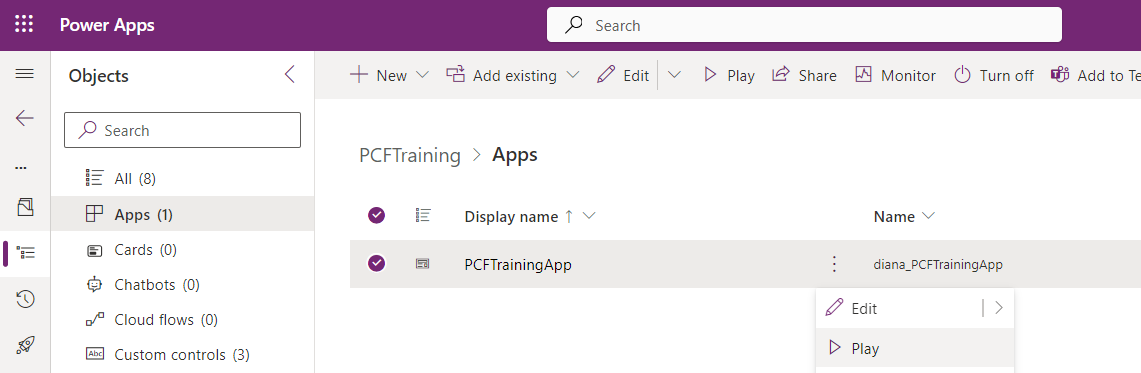 Power Apps
Search
Objects
New
Add existing
Edit
Play
Share
Monitor
Turn off
Add to Te
Search
...
All (8)
Apps (1)
Cards (0)
Chatbots (0)
Cloud flows (0)
Abc Custom controls (3)
PCFTraining > Apps
Display name ↑
Name
PCFTrainingApp
diana_PCFTrainingApp
Edit
Play